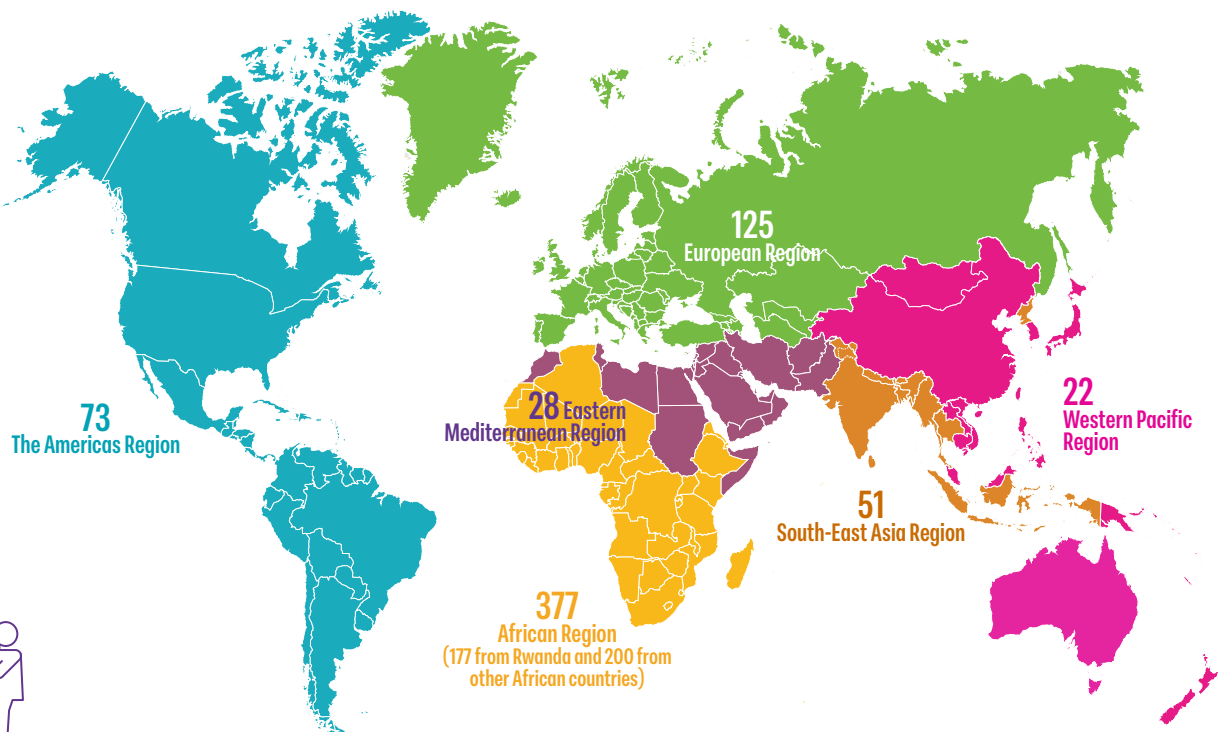 125
European Region
28 Eastern
Mediterranean Region
73
The Americas Region
22
Western Pacific
Region
51
South-East Asia Region
377
African Region
(177 from Rwanda and 200 from
other African countries)